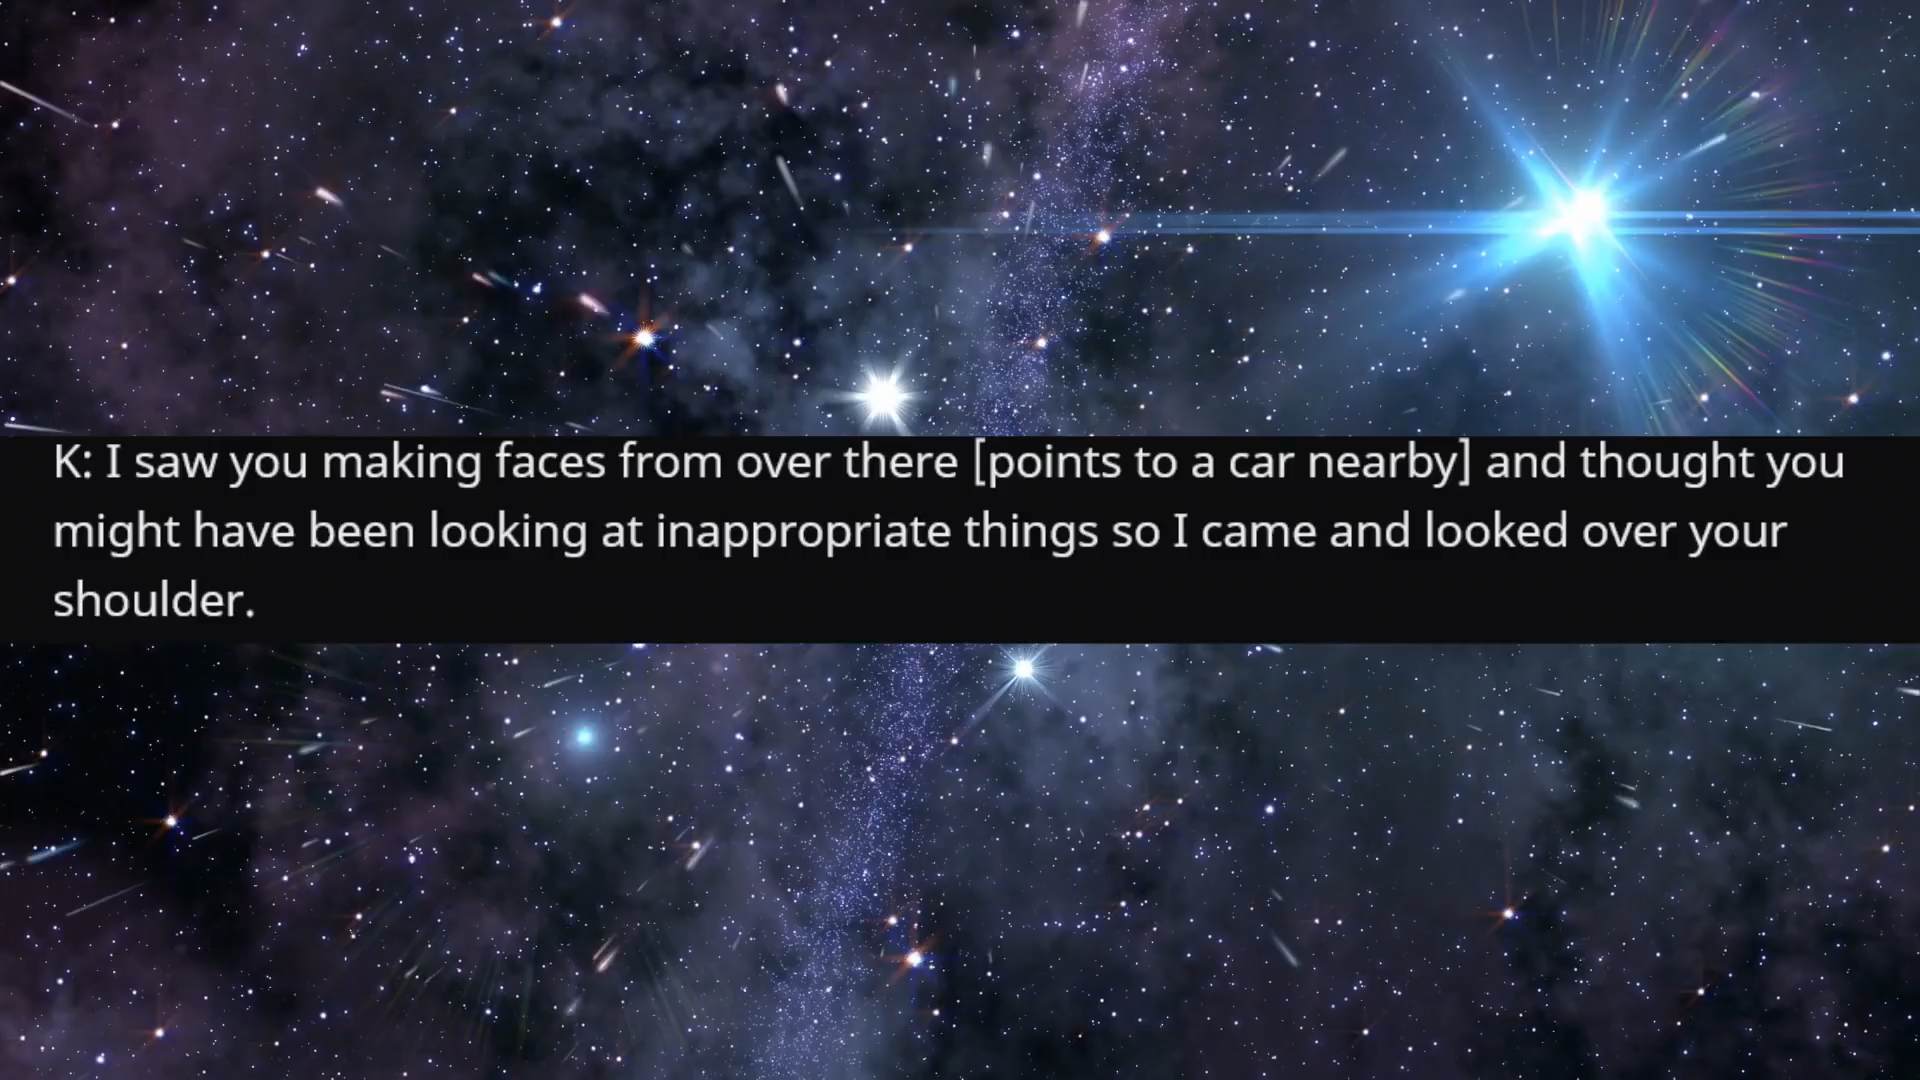 K: I saw you making faces from over there [points to a car nearby] and thought you
might have been looking at inappropriate things so I came and looked over your
shoulder.